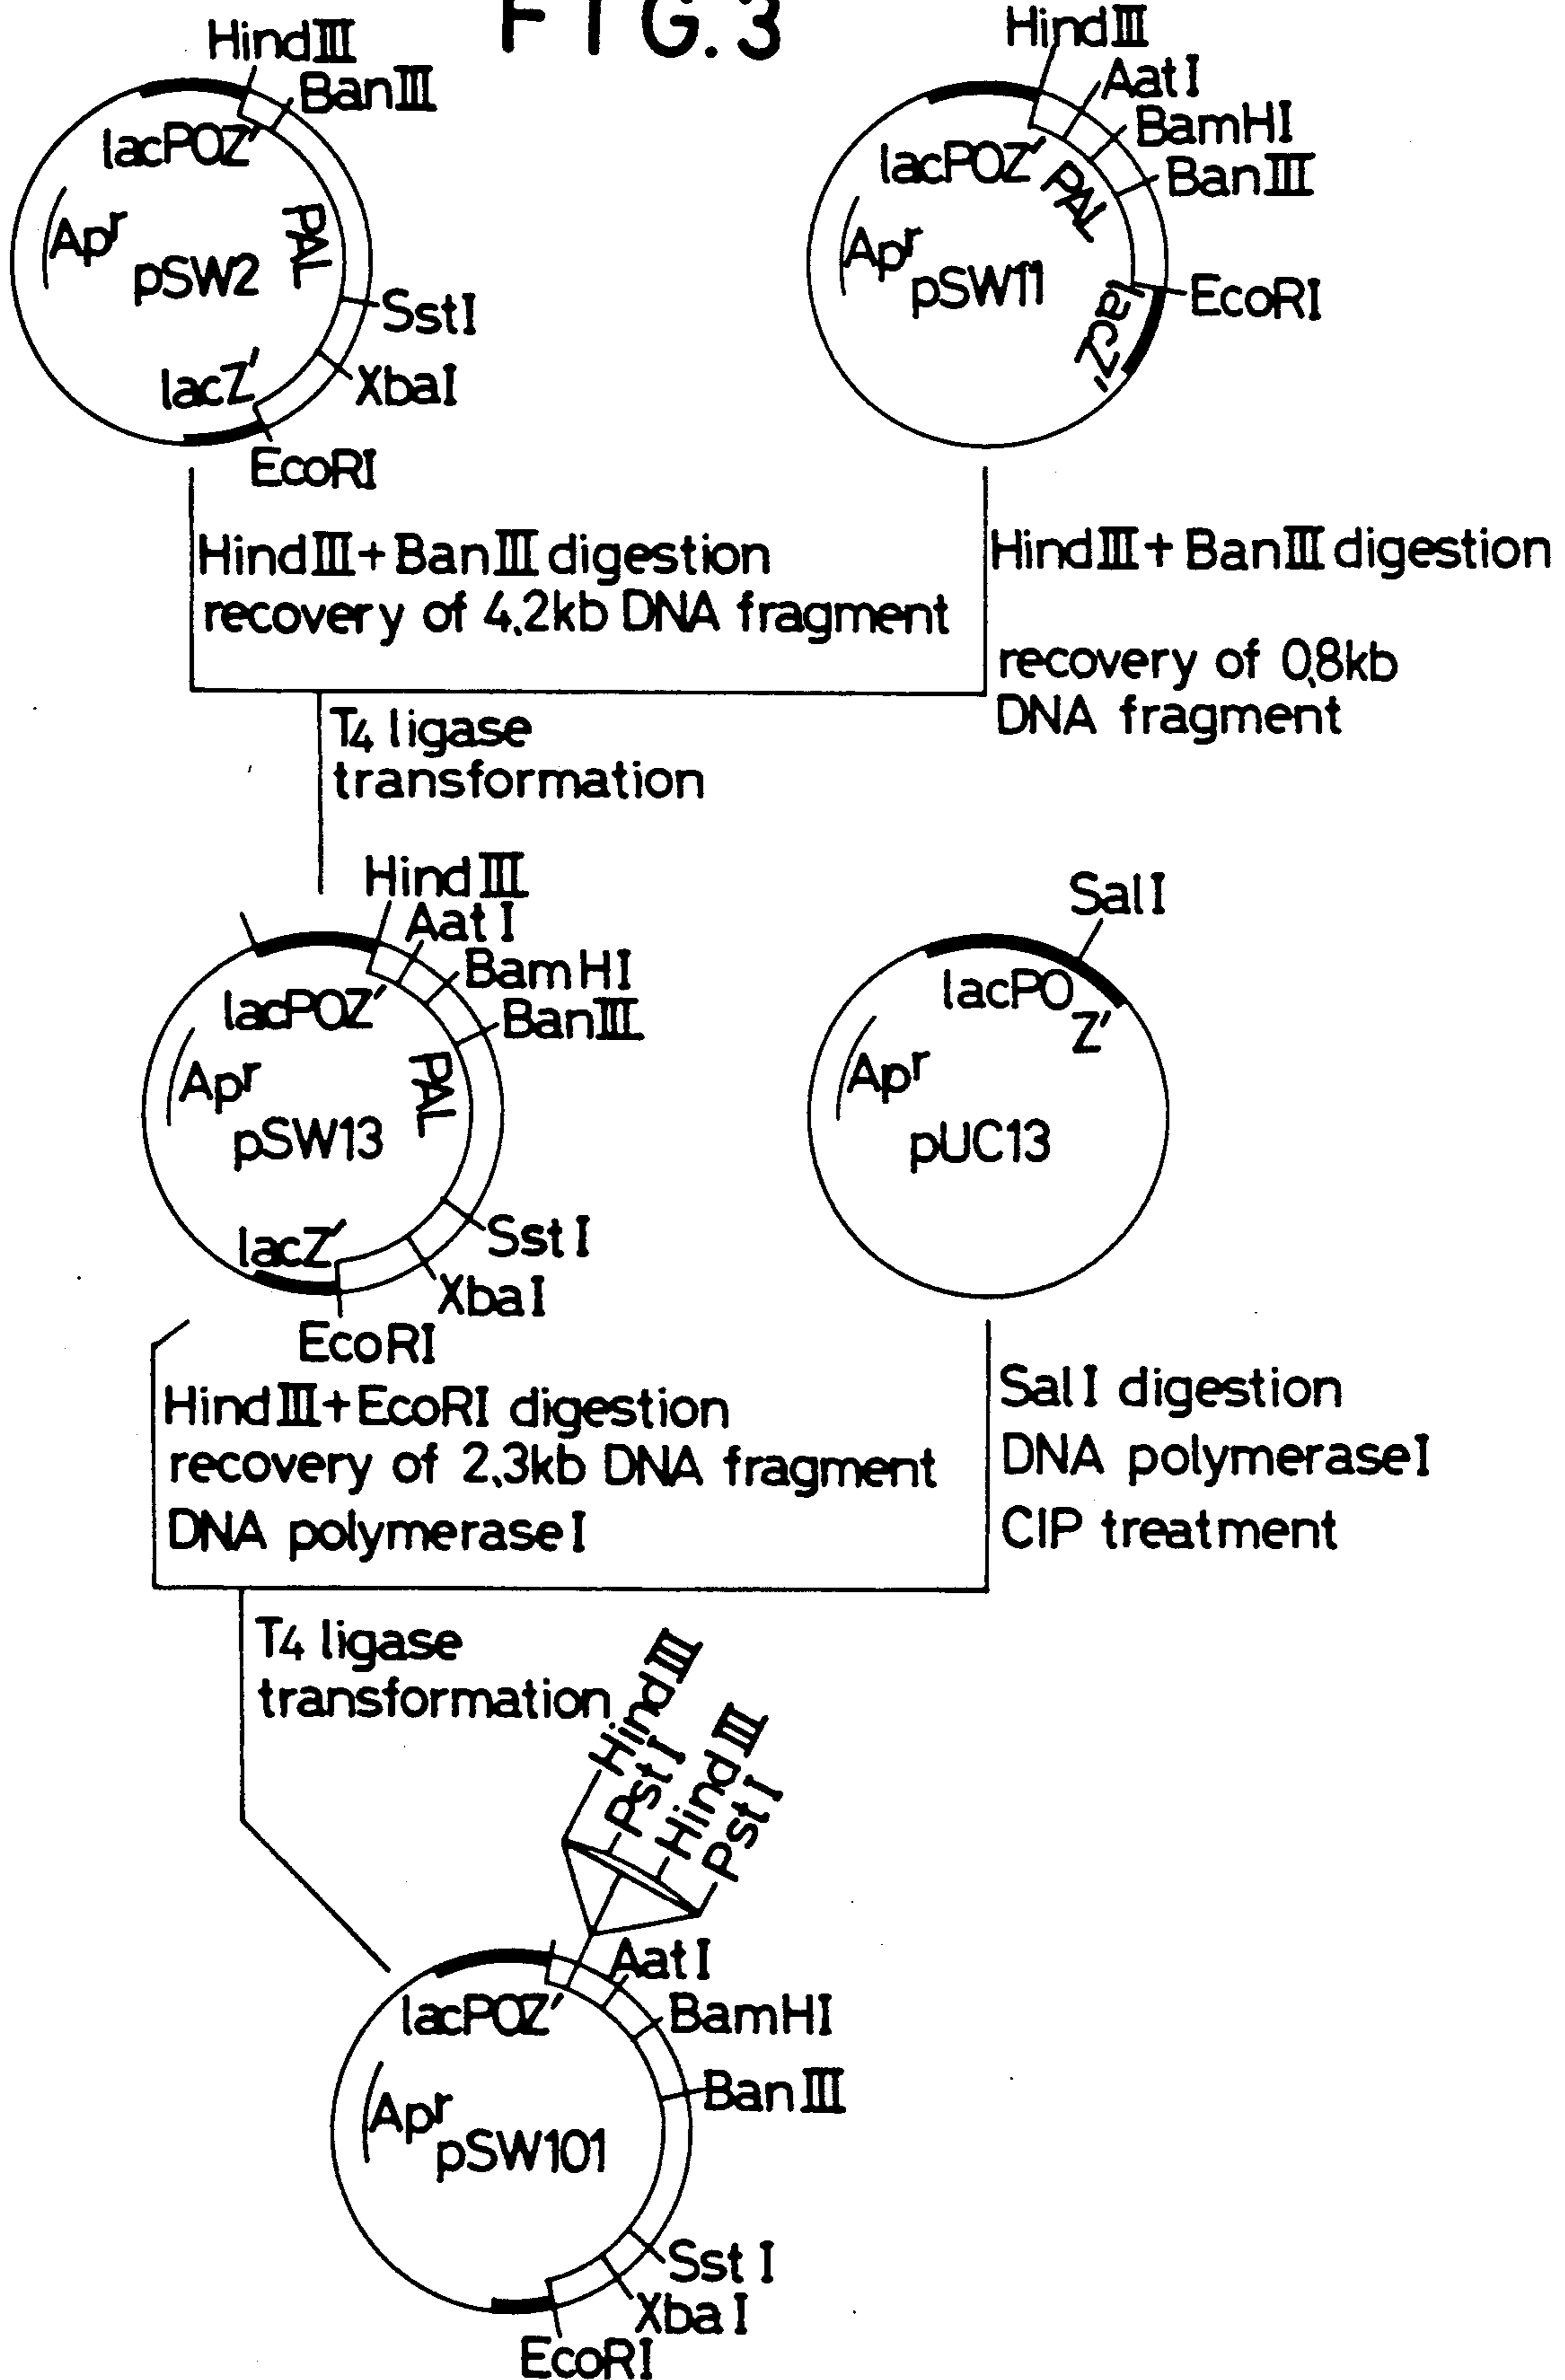 FIG.3
HindIII
BanIII
lacPOZ'
Apr
pSW2
PAL
SstI
XbaI
lacZ'
EcoRI
HindIII
AatI
BamHI
BanIII
lacPOZ'
PAL
Apr
pSW11
EcoRI
lacZ'
HindIII+BanIII digestion
recovery of 4.2kb DNA fragment
HindIII+BanIII digestion
recovery of 0.8kb
DNA fragment
T4 ligase
transformation
HindIII
AatI
BamHI
BanIII
lacPOZ'
Apr
pSW13
PAL
SstI
XbaI
lacZ'
EcoRI
SalI
lacPO
Z'
Apr
pUC13
HindIII+EcoRI digestion
recovery of 2.3kb DNA fragment
DNA polymeraseI
SalI digestion
DNA polymeraseI
CIP treatment
T4 ligase
transformation
HindIII
PstI
HindIII
PstI
AatI
BamHI
BanIII
lacPOZ'
Apr
pSW101
SstI
XbaI
EcoRI